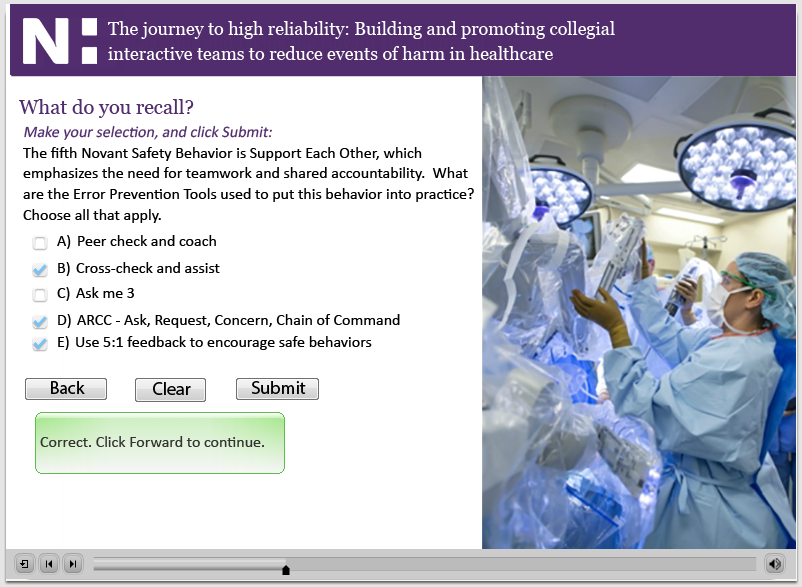 N:
The journey to high reliability: Building and promoting collegial
interactive teams to reduce events of harm in healthcare
What do you recall?
Make your selection, and click Submit:
The fifth Novant Safety Behavior is Support Each Other, which
emphasizes the need for teamwork and shared accountability.  What
are the Error Prevention Tools used to put this behavior into practice?
Choose all that apply.
A) Peer check and coach
B) Cross-check and assist
C) Ask me 3
D) ARCC - Ask, Request, Concern, Chain of Command
E) Use 5:1 feedback to encourage safe behaviors
Back Clear Submit
Correct. Click Forward to continue.